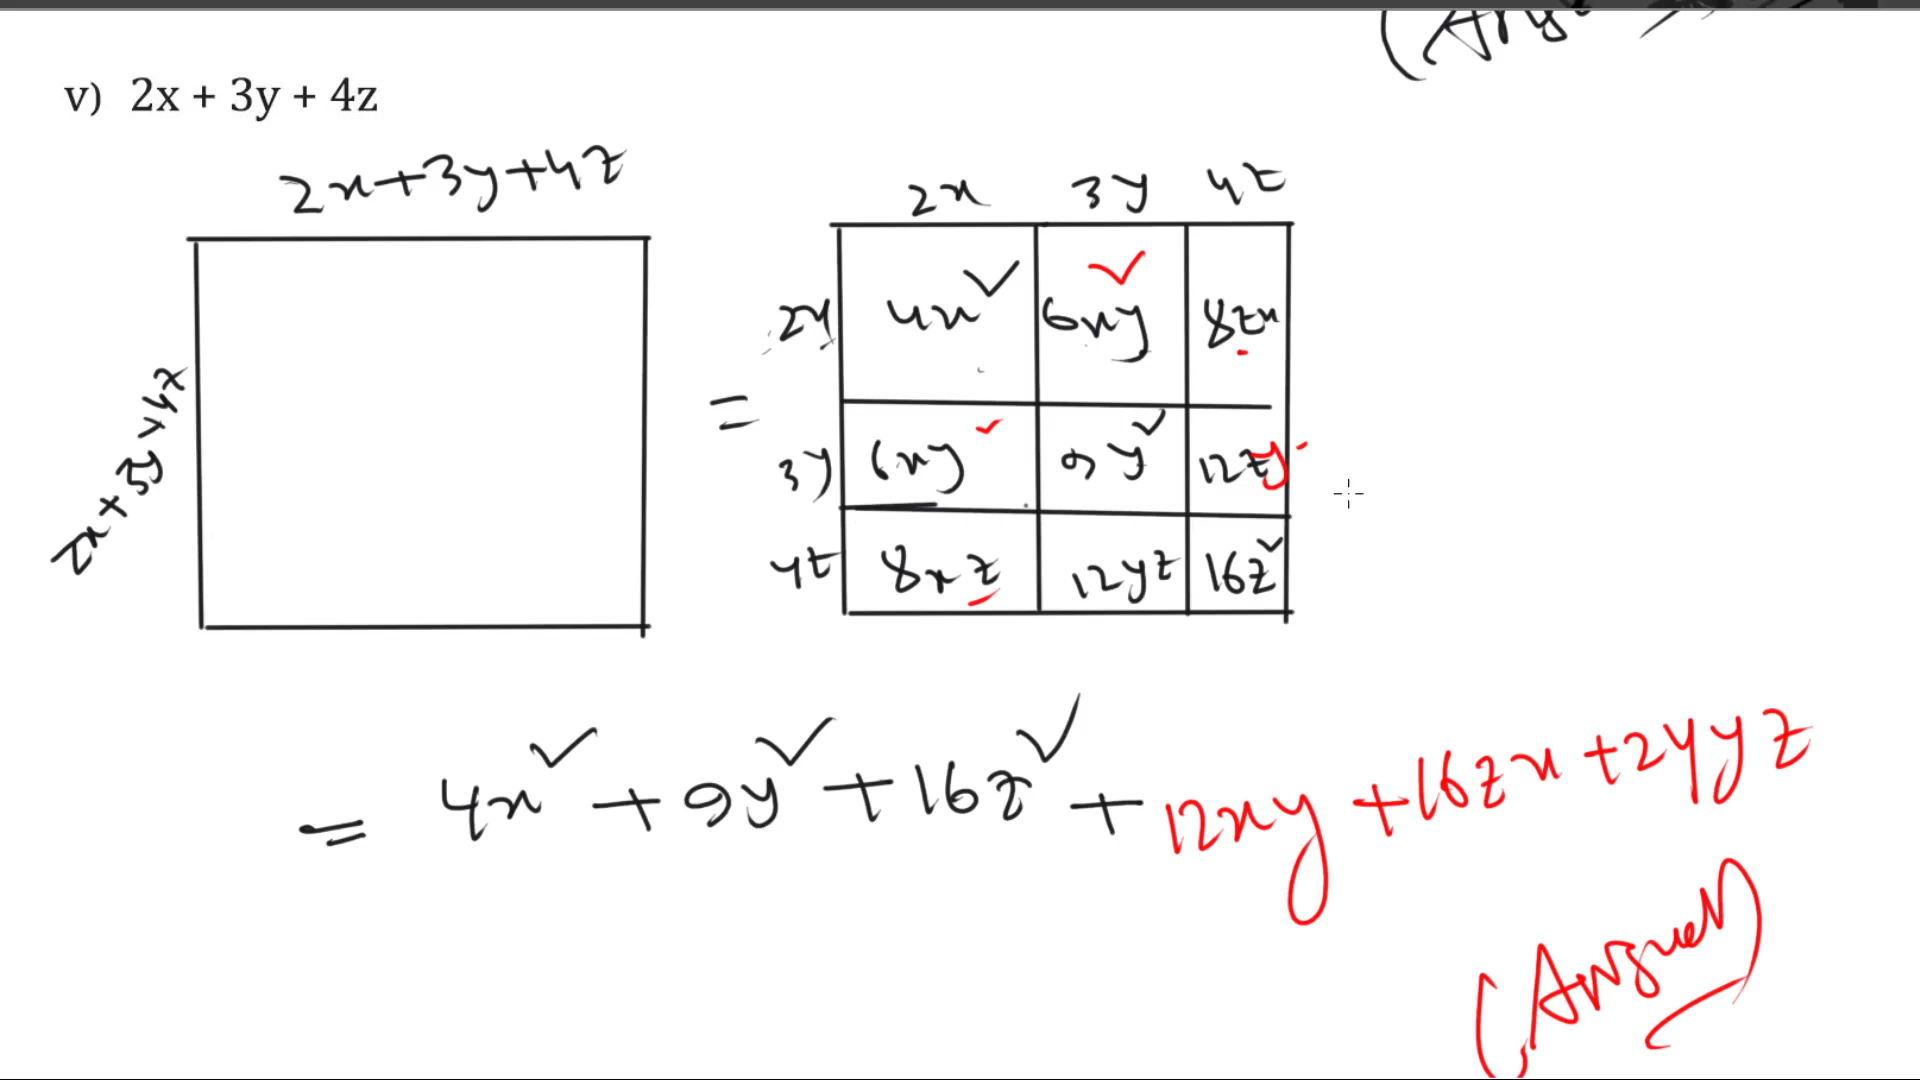 v) 2x + 3y + 4z
2x+3y+4z
2x+3y+4z
=
2x 3y 4z
2x 4x² 6xy 8zx
3y 6xy 9y² 12zy
4z 8xz 12yz 16z²
= 4x² + 9y² + 16z² + 12xy + 16zx + 24yz
(Answer)